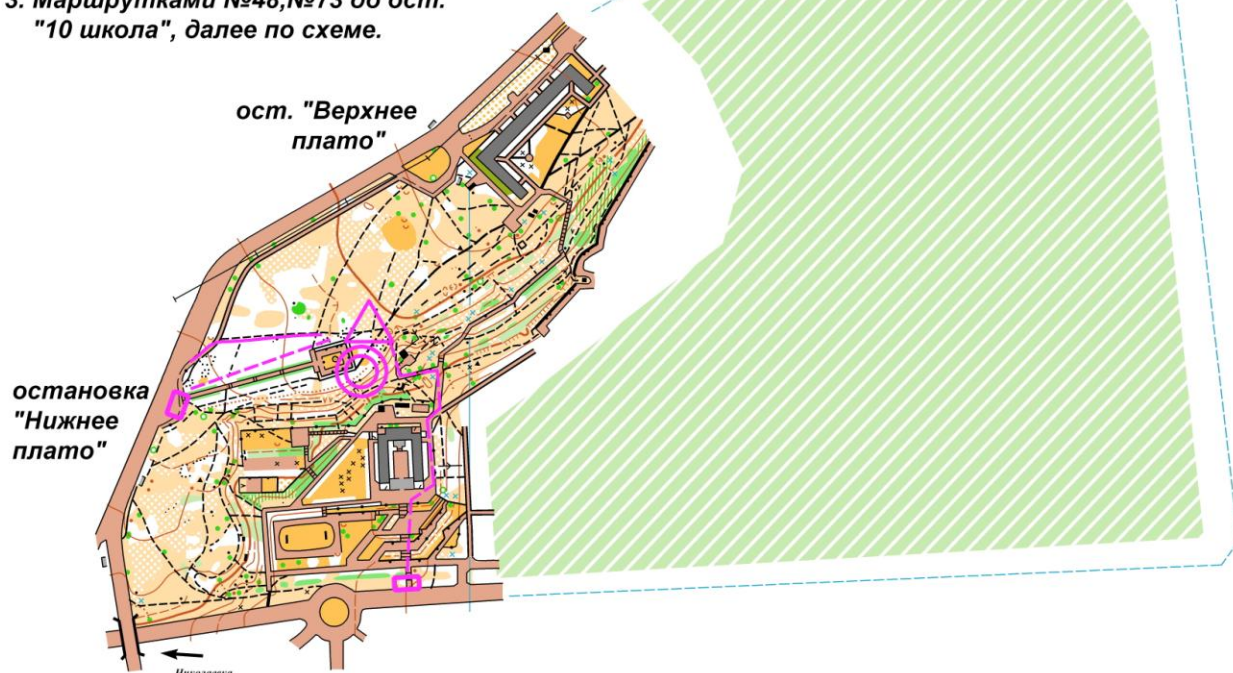 3. Маршрутками №48,№73 до ост.
"10 школа", далее по схеме.
ост. "Верхнее
плато"
остановка
"Нижнее
плато"